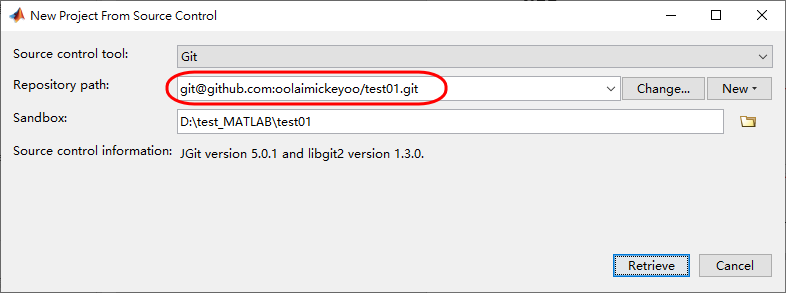 New Project From Source Control
Source control tool: Git
Repository path: git@github.com:oolaimickeyoo/test01.git Change... New
Sandbox: D:\test_MATLAB\test01
Source control information: JGit version 5.0.1 and libgit2 version 1.3.0.
Retrieve Cancel